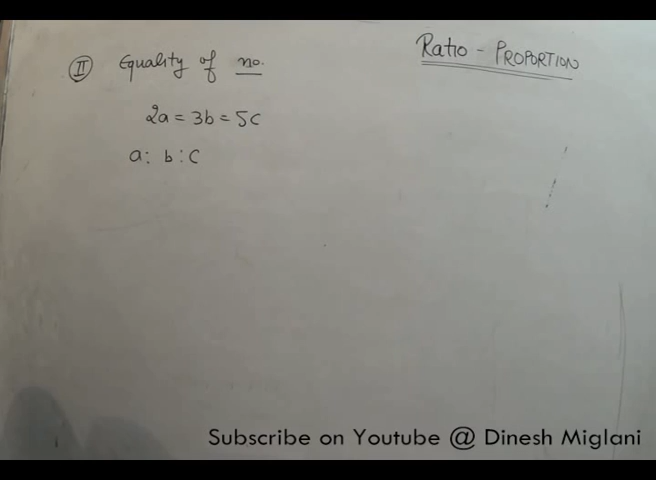 Ratio - PROPORTION
II Equality of no.
2a = 3b = 5c
a : b : c
Subscribe on Youtube @ Dinesh Miglani